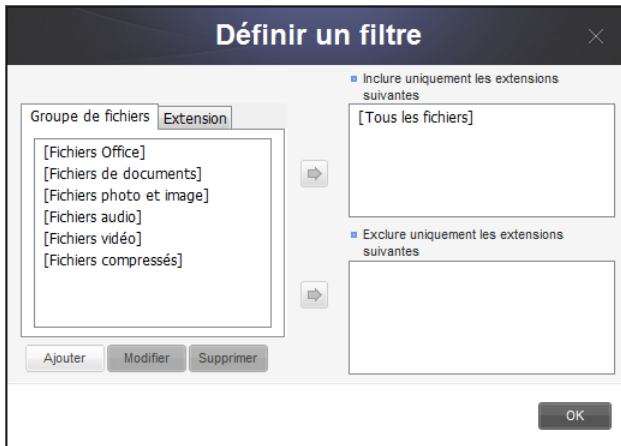 Définir un filtre
Groupe de fichiers
Extension
[Fichiers Office]
[Fichiers de documents]
[Fichiers photo et image]
[Fichiers audio]
[Fichiers vidéo]
[Fichiers compressés]
Ajouter
Modifier
Supprimer
Inclure uniquement les extensions
suivantes
[Tous les fichiers]
Exclure uniquement les extensions
suivantes
OK